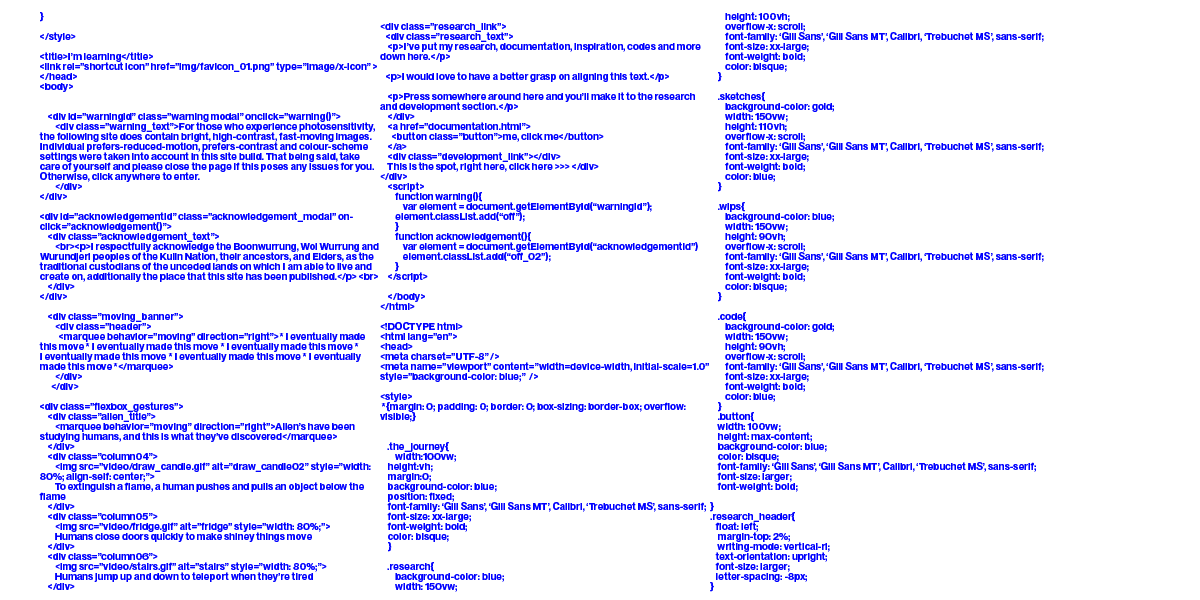 }
</style>
<title>I’m learning</title>
<link rel=”shortcut icon” href=”img/favicon_01.png” type=”image/x-icon” >
</head>
<body>
<div id=”warningid” class=”warning modal” onclick=”warning()”>
<div class=”warning_text”>For those who experience photosensitivity,
the following site does contain bright, high-contrast, fast-moving images.
Individual prefers-reduced-motion, prefers-contrast and colour-scheme
settings were taken into account in this site build. That being said, take
care of yourself and please close the page if this poses any issues for you.
Otherwise, click anywhere to enter.
</div>
</div>
<div id=”acknowledgementid” class=”acknowledgement_modal” on-
click=”acknowledgement()”>
<div class=”acknowledgement_text”>
<br><p>I respectfully acknowledge the Boonwurrung, Woi Wurrung and
Wurundjeri peoples of the Kulin Nation, their ancestors, and Elders, as the
traditional custodians of the unceded lands on which I am able to live and
create on, additionally the place that this site has been published.</p> <br>
</div>
</div>
<div class=”moving_banner”>
<div class=”header”>
<marquee behavior=”moving” direction=”right”>* I eventually made
this move * I eventually made this move * I eventually made this move *
I eventually made this move * I eventually made this move * I eventually
made this move *</marquee>
</div>
</div>
<div class=”flexbox_gestures”>
<div class=”alien_title”>
<marquee behavior=”moving” direction=”right”>Alien’s have been
studying humans, and this is what they’ve discovered</marquee>
</div>
<div class=”column04”>
<img src=”video/draw_candle.gif” alt=”draw_candle02” style=”width:
80%; align-self: center;”>
To extinguish a flame, a human pushes and pulls an object below the
flame
</div>
<div class=”column05”>
<img src=”video/fridge.gif” alt=”fridge” style=”width: 80%;”>
Humans close doors quickly to make shiney things move
</div>
<div class=”column06”>
<img src=”video/stairs.gif” alt=”stairs” style=”width: 80%;”>
Humans jump up and down to teleport when they’re tired
</div>
<div class=”research_link”>
<div class=”research_text”>
<p>I’ve put my research, documentation, inspiration, codes and more
down here.</p>
<p>I would love to have a better grasp on aligning this text.</p>
<p>Press somewhere around here and you’ll make it to the research
and development section.</p>
</div>
<a href=”documentation.html”>
<button class=”button”>me, click me</button>
</a>
<div class=”development_link”></div>
This is the spot, right here, click here >>> </div>
</div>
<script>
function warning(){
var element = document.getElementById(“warningid”);
element.classList.add(“off”);
}
function acknowledgement(){
var element = document.getElementById(“acknowledgementid”)
element.classList.add(“off_02”);
}
</script>
</body>
</html>
<!DOCTYPE html>
<html lang=”en”>
<head>
<meta charset=”UTF-8” />
<meta name=”viewport” content=”width=device-width, initial-scale=1.0”
style=”background-color: blue;” />
<style>
*{margin: 0; padding: 0; border: 0; box-sizing: border-box; overflow:
visible;}
.the_journey{
width:100vw;
height:vh;
margin:0;
background-color: blue;
position: fixed;
font-family: ‘Gill Sans’, ‘Gill Sans MT’, Calibri, ‘Trebuchet MS’, sans-serif;
font-size: xx-large;
font-weight: bold;
color: bisque;
}
.research{
background-color: blue;
width: 150vw;
height: 100vh;
overflow-x: scroll;
font-family: ‘Gill Sans’, ‘Gill Sans MT’, Calibri, ‘Trebuchet MS’, sans-serif;
font-size: xx-large;
font-weight: bold;
color: bisque;
}
.sketches{
background-color: gold;
width: 150vw;
height: 110vh;
overflow-x: scroll;
font-family: ‘Gill Sans’, ‘Gill Sans MT’, Calibri, ‘Trebuchet MS’, sans-serif;
font-size: xx-large;
font-weight: bold;
color: blue;
}
.wips{
background-color: blue;
width: 150vw;
height: 90vh;
overflow-x: scroll;
font-family: ‘Gill Sans’, ‘Gill Sans MT’, Calibri, ‘Trebuchet MS’, sans-serif;
font-size: xx-large;
font-weight: bold;
color: bisque;
}
.code{
background-color: gold;
width: 150vw;
height: 90vh;
overflow-x: scroll;
font-family: ‘Gill Sans’, ‘Gill Sans MT’, Calibri, ‘Trebuchet MS’, sans-serif;
font-size: xx-large;
font-weight: bold;
color: blue;
}
.button{
width: 100vw;
height: max-content;
background-color: blue;
color: bisque;
font-family: ‘Gill Sans’, ‘Gill Sans MT’, Calibri, ‘Trebuchet MS’, sans-serif;
font-size: larger;
font-weight: bold;
}
.research_header{
float: left;
margin-top: 2%;
writing-mode: vertical-rl;
text-orientation: upright;
font-size: larger;
letter-spacing: -8px;
}